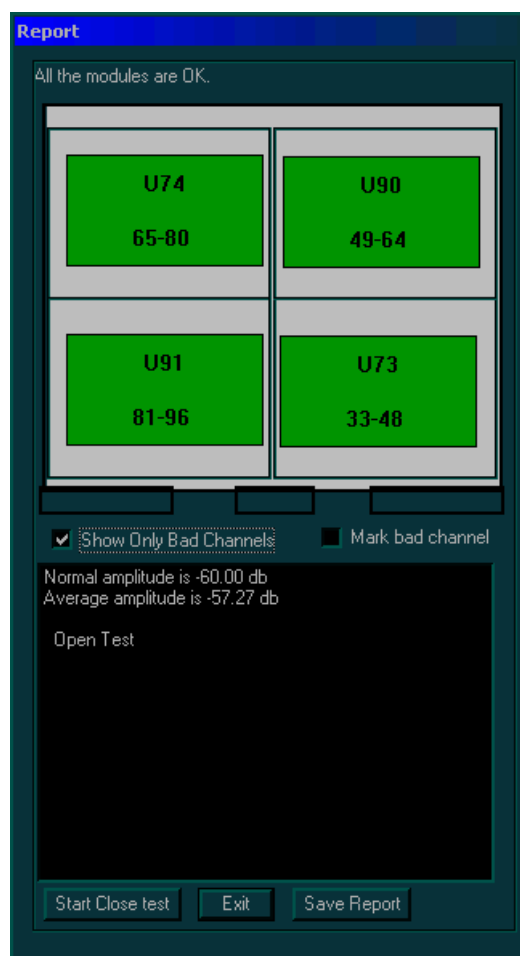 Report
All the modules are OK.
U74
65-80
U90
49-64
U91
81-96
U73
33-48
Show Only Bad Channels
Mark bad channel
Normal amplitude is -60.00 db
Average amplitude is -57.27 db
Open Test
Start Close test
Exit
Save Report